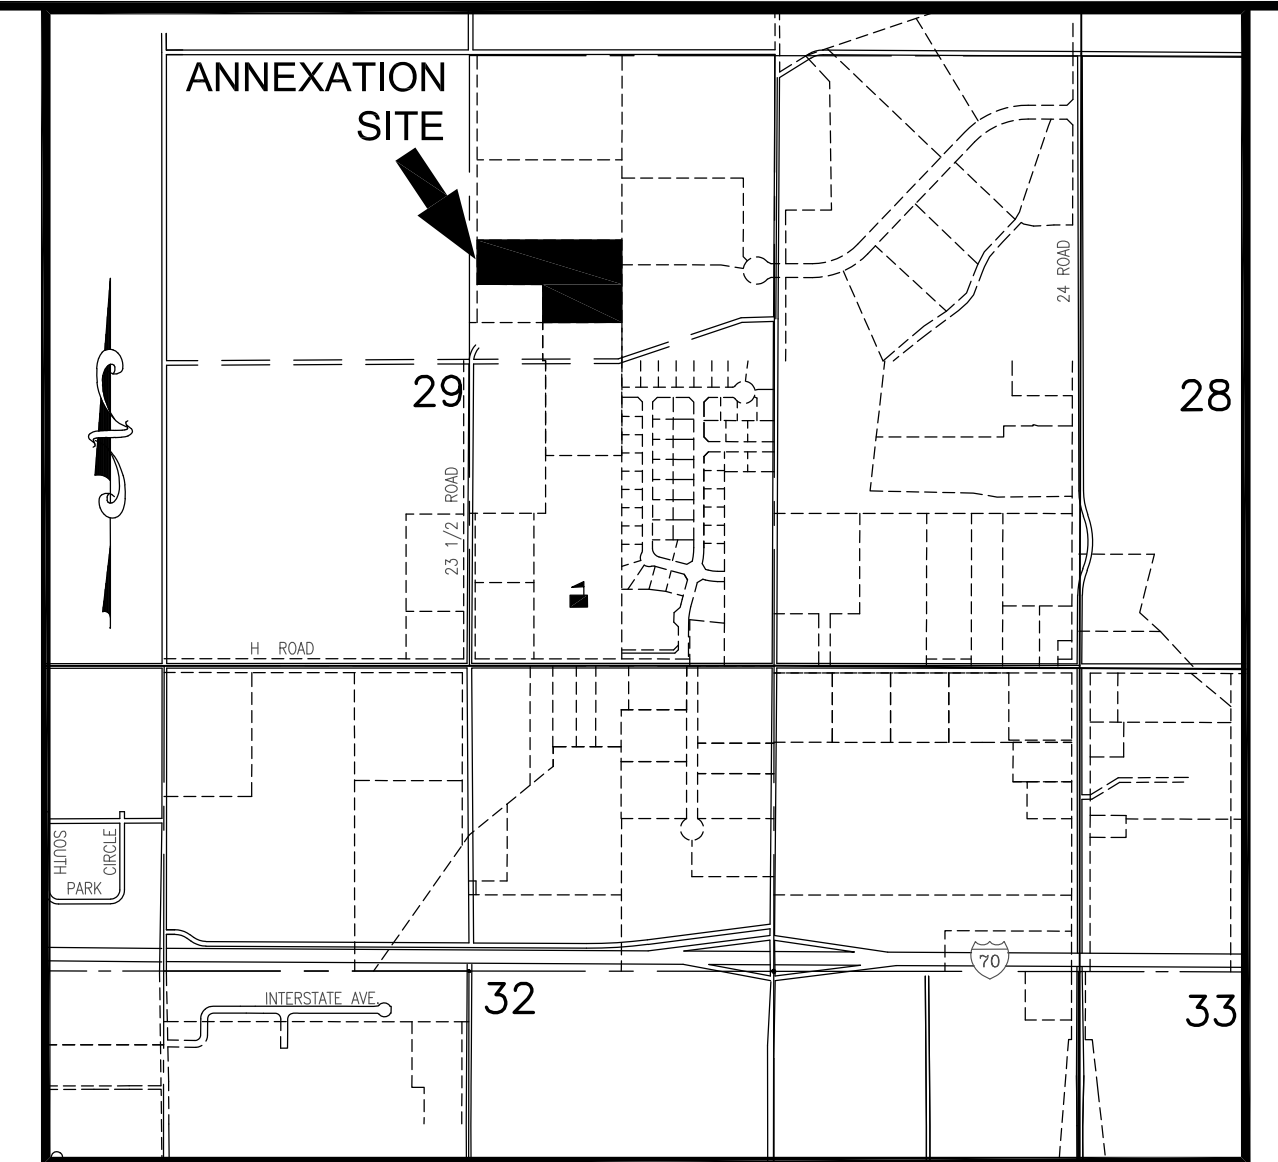 ANNEXATION
SITE
24 ROAD
29
28
23 1/2 ROAD
H ROAD
SOUTH
CIRCLE
PARK
70
INTERSTATE AVE.
32
33